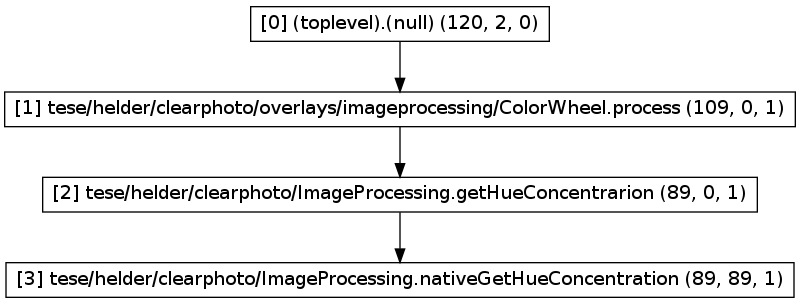 [0] (toplevel).(null) (120, 2, 0)
[1] tese/helder/clearphoto/overlays/imageprocessing/ColorWheel.process (109, 0, 1)
[2] tese/helder/clearphoto/ImageProcessing.getHueConcentrarion (89, 0, 1)
[3] tese/helder/clearphoto/ImageProcessing.nativeGetHueConcentration (89, 89, 1)